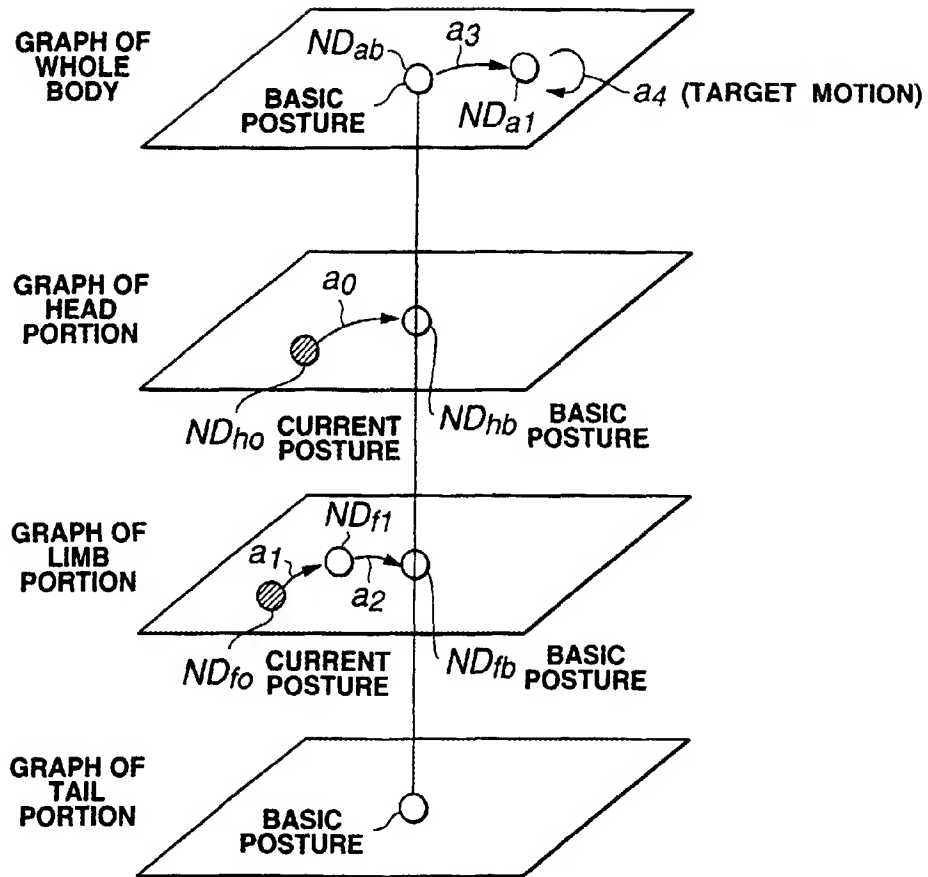 GRAPH OF
WHOLE
BODY
NDab
a3
BASIC
POSTURE
NDa1
a4 (TARGET MOTION)
GRAPH OF
HEAD
PORTION
a0
NDho
CURRENT
POSTURE
NDhb
BASIC
POSTURE
GRAPH OF
LIMB
PORTION
a1
NDf1
a2
NDfo
CURRENT
POSTURE
NDfb
BASIC
POSTURE
GRAPH OF
TAIL
PORTION
BASIC
POSTURE